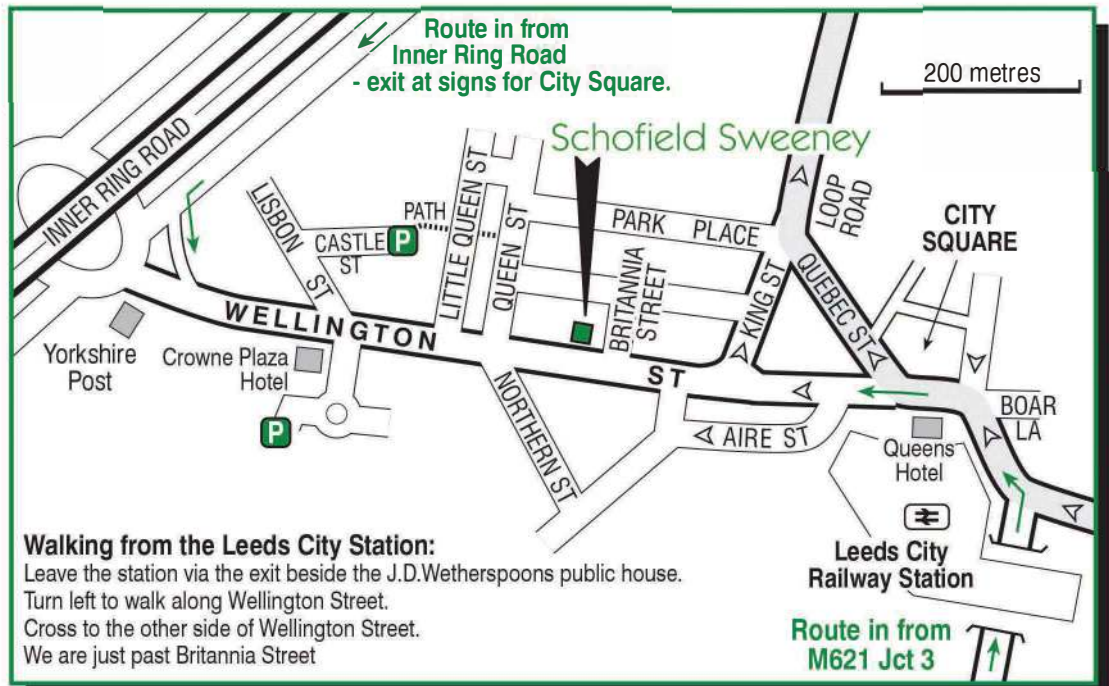 Route in from
Inner Ring Road
- exit at signs for City Square.
200 metres
Schofield Sweeney
INNER RING ROAD
LISBON ST
CASTLE ST
P
PATH
LITTLE QUEEN ST
QUEEN ST
PARK PLACE
BRITANNIA STREET
KING ST
QUEBEC ST
LOOP ROAD
CITY
SQUARE
WELLINGTON ST
Yorkshire
Post
Crowne Plaza
Hotel
P
NORTHERN ST
AIRE ST
BOAR
LA
Queens
Hotel
Leeds City
Railway Station
Walking from the Leeds City Station:
Leave the station via the exit beside the J.D.Wetherspoons public house.
Turn left to walk along Wellington Street.
Cross to the other side of Wellington Street.
We are just past Britannia Street
Route in from
M621 Jct 3